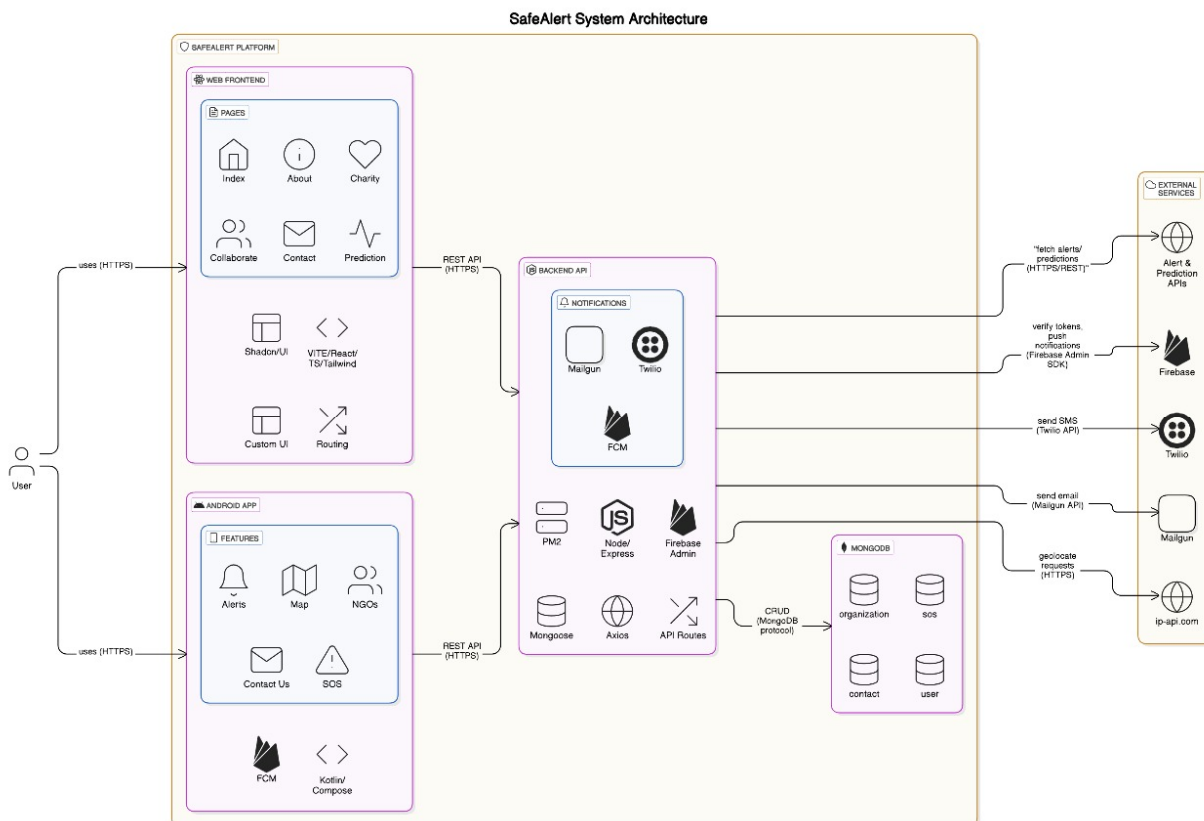 SafeAlert System Architecture
SAFEALERT PLATFORM
WEB FRONTEND
PAGES
Index
About
Charity
Collaborate
Contact
Prediction
Shadcn/UI
VITE/React/
TS/Tailwind
Custom UI
Routing
User
uses (HTTPS)
uses (HTTPS)
ANDROID APP
FEATURES
Alerts
Map
NGOs
Contact Us
SOS
FCM
Kotlin/
Compose
REST API
(HTTPS)
REST API
(HTTPS)
BACKEND API
NOTIFICATIONS
Mailgun
Twilio
FCM
PM2
Node/
Express
Firebase
Admin
Mongoose
Axios
API Routes
CRUD
(MongoDB
protocol)
MONGODB
organization
sos
contact
user
"fetch alerts/
predictions
(HTTPS/REST)"
verify tokens,
push
notifications
(Firebase Admin
SDK)
send SMS
(Twilio API)
send email
(Mailgun API)
geolocate
requests
(HTTPS)
EXTERNAL
SERVICES
Alert &
Prediction
APIs
Firebase
Twilio
Mailgun
ip-api.com